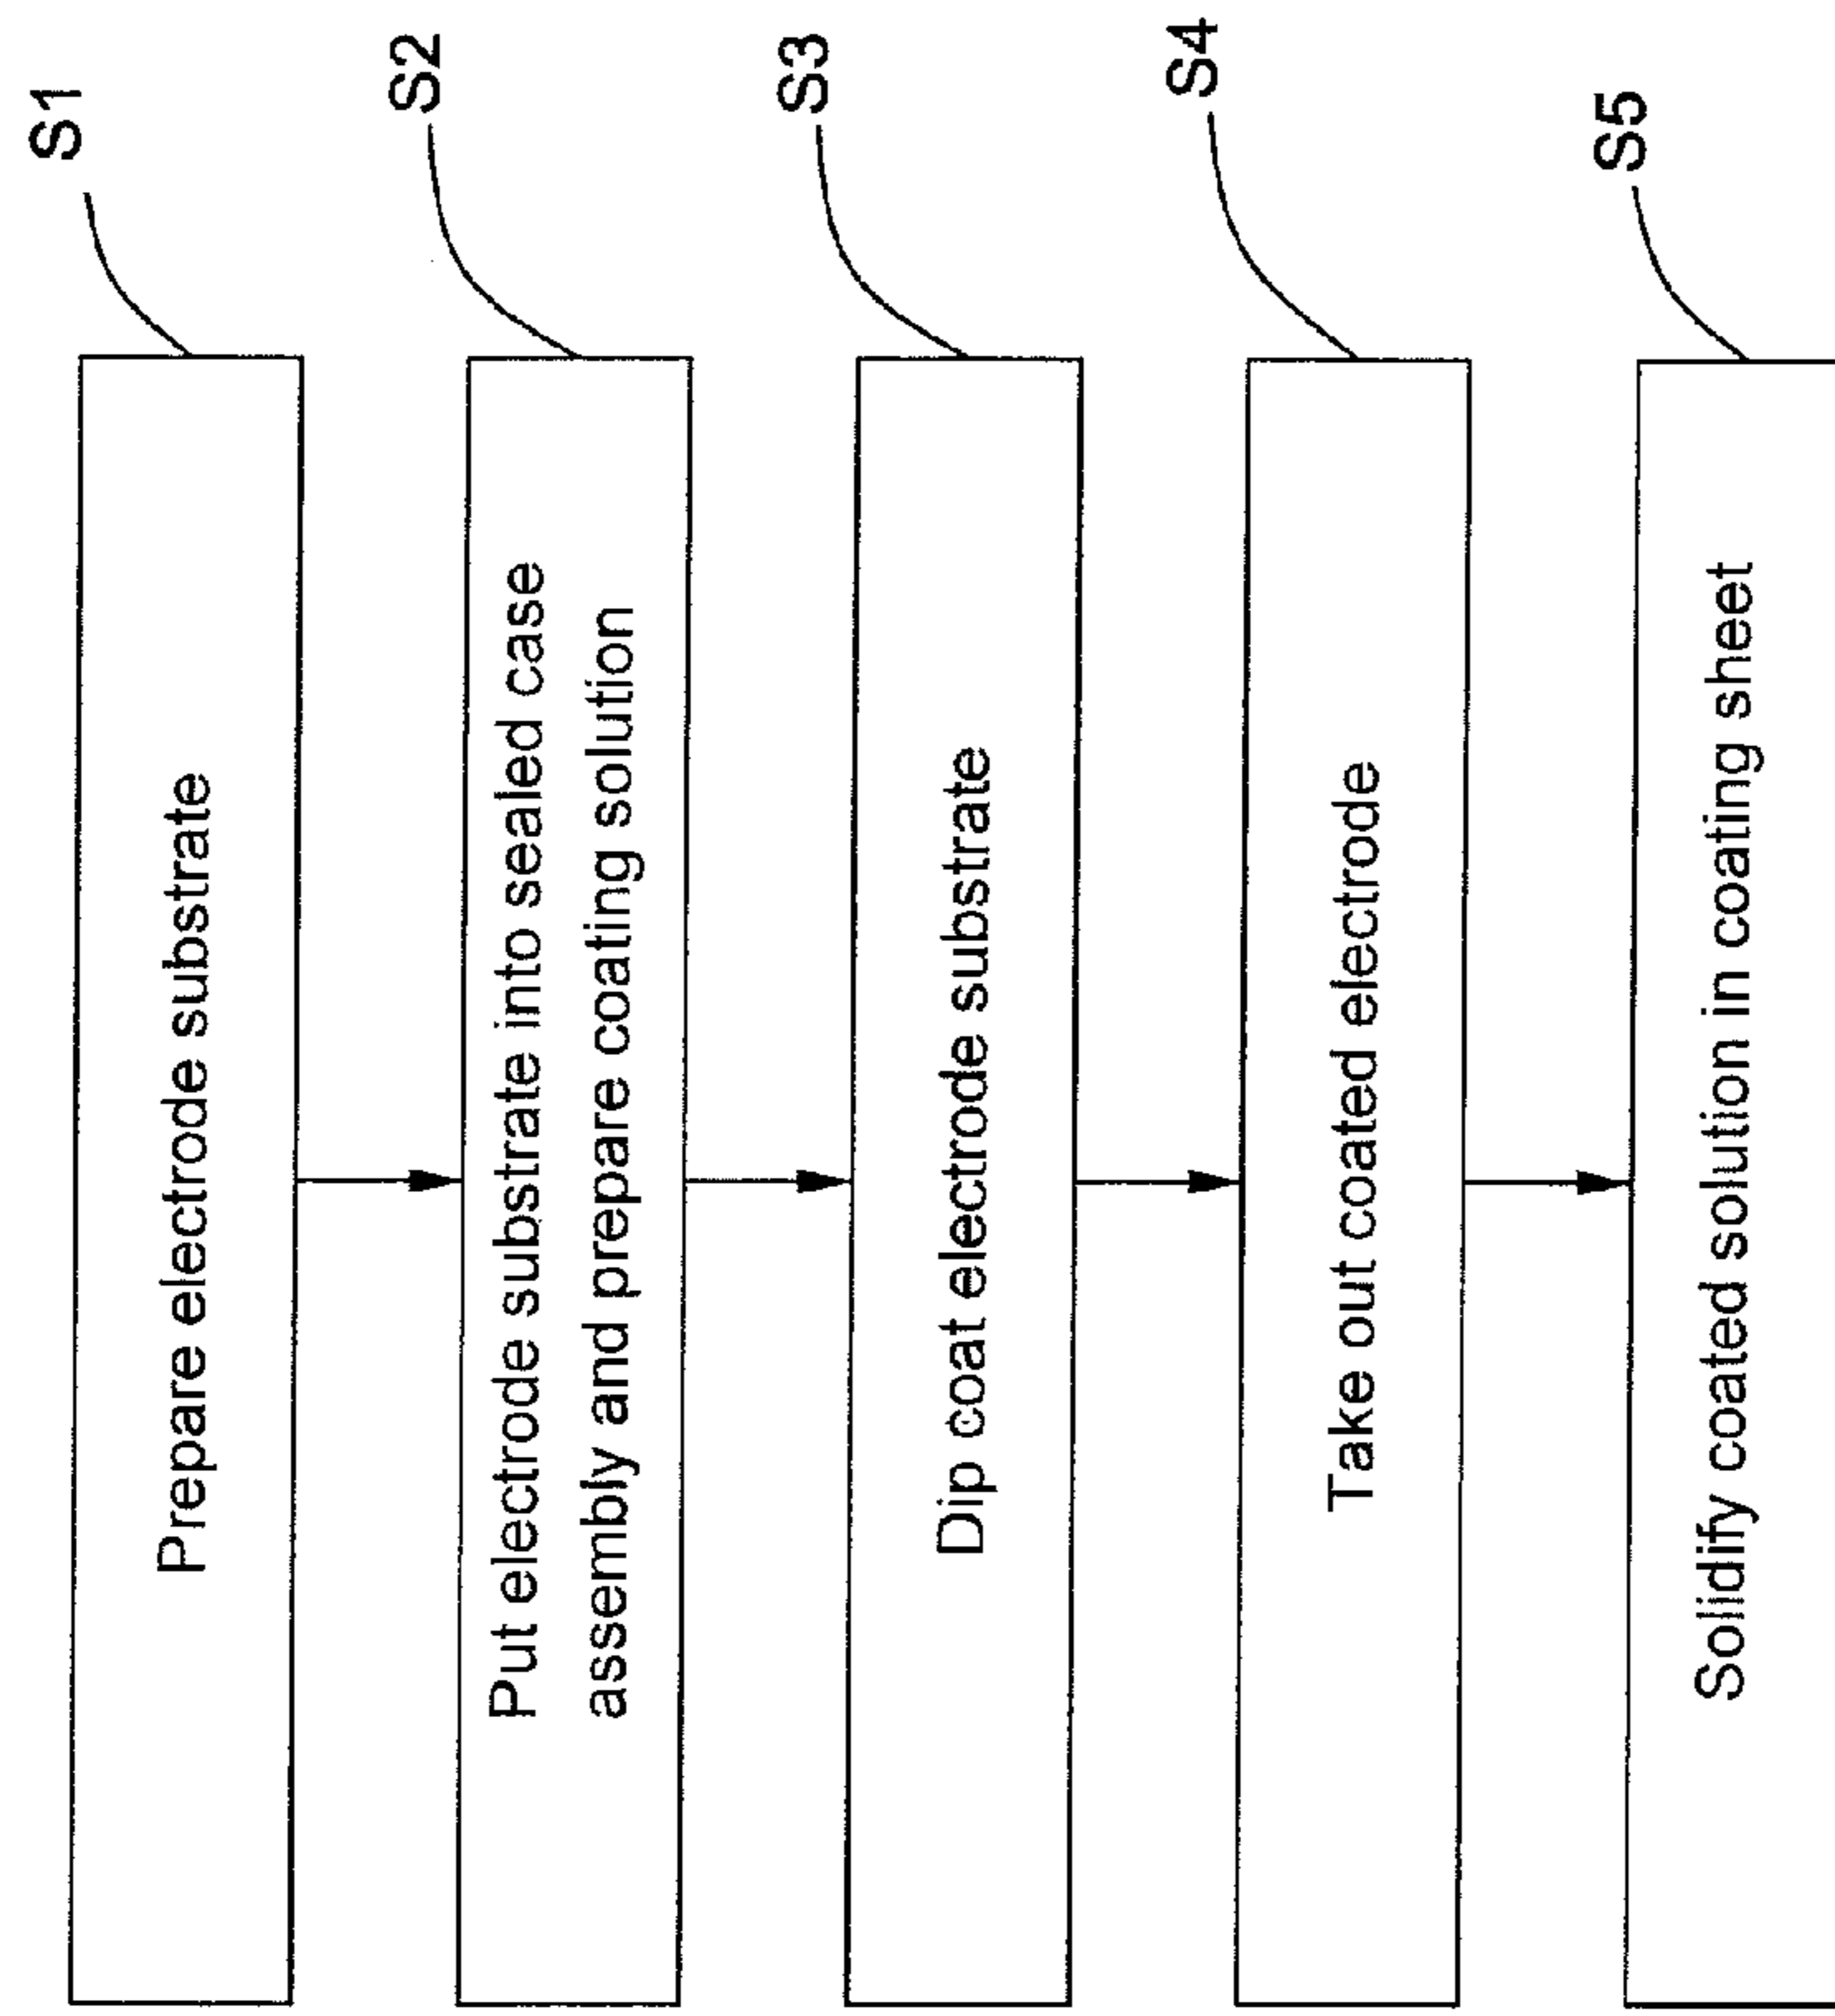 S1
Prepare electrode substrate
S2
Put electrode substrate into sealed case
assembly and prepare coating solution
S3
Dip coat electrode substrate
S4
Take out coated electrode
S5
Solidify coated solution in coating sheet